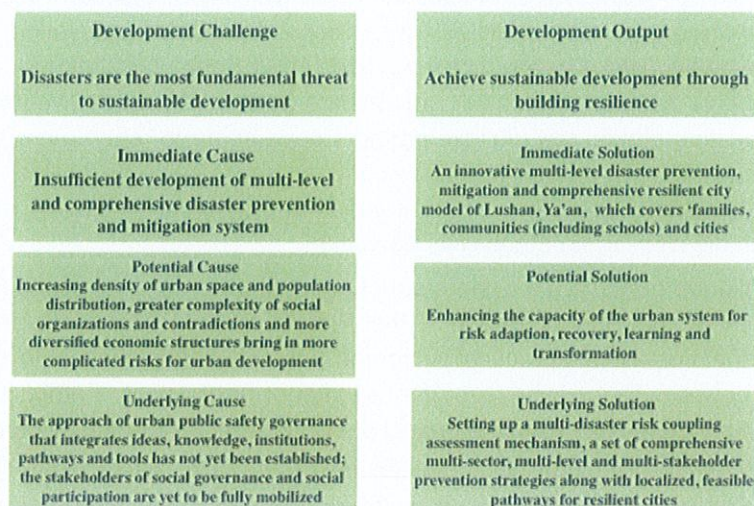 Development Challenge
Disasters are the most fundamental threat
to sustainable development
Immediate Cause
Insufficient development of multi-level
and comprehensive disaster prevention
and mitigation system
Potential Cause
Increasing density of urban space and population
distribution, greater complexity of social
organizations and contradictions and more
diversified economic structures bring in more
complicated risks for urban development
Underlying Cause
The approach of urban public safety governance
that integrates ideas, knowledge, institutions,
pathways and tools has not yet been established;
the stakeholders of social governance and social
participation are yet to be fully mobilized
Development Output
Achieve sustainable development through
building resilience
Immediate Solution
An innovative multi-level disaster prevention,
mitigation and comprehensive resilient city
model of Lushan, Ya'an, which covers 'families,
communities (including schools) and cities
Potential Solution
Enhancing the capacity of the urban system for
risk adaption, recovery, learning and
transformation
Underlying Solution
Setting up a multi-disaster risk coupling
assessment mechanism, a set of comprehensive
multi-sector, multi-level and multi-stakeholder
prevention strategies along with localized, feasible
pathways for resilient cities